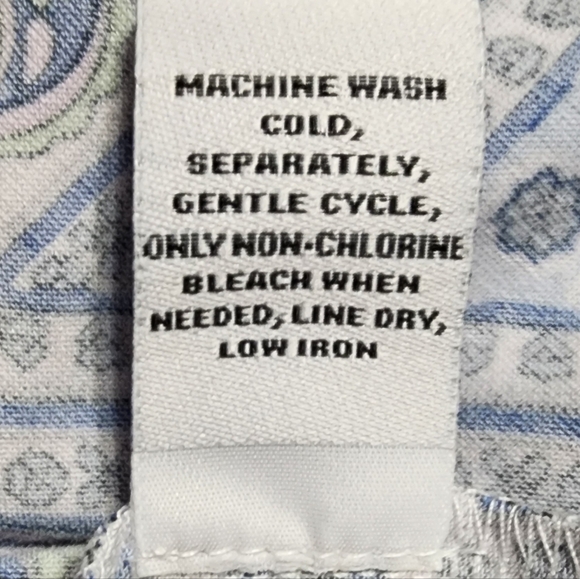 MACHINE WASH
COLD,
SEPARATELY,
GENTLE CYCLE,
ONLY NON-CHLORINE
BLEACH WHEN
NEEDED, LINE DRY,
LOW IRON